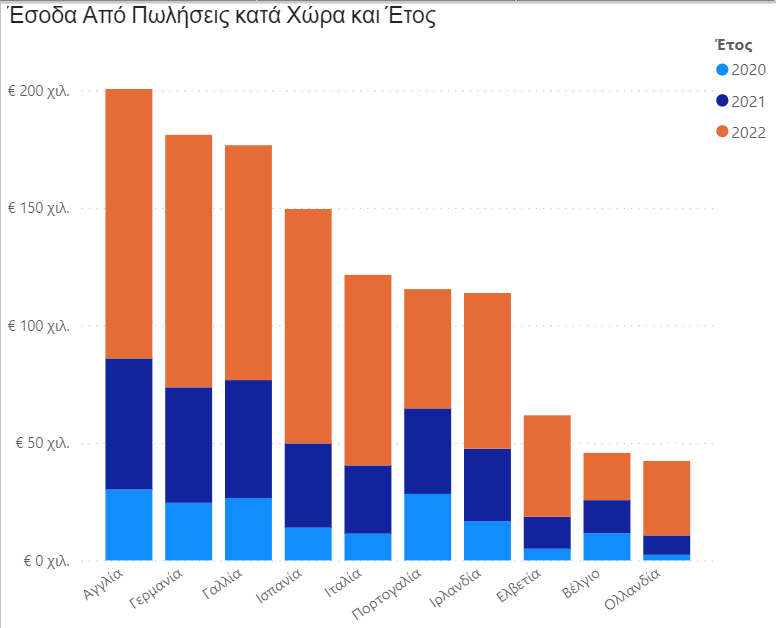 Έσοδα Από Πωλήσεις κατά Χώρα και Έτος
Έτος
2020
2021
2022
€ 200 χιλ.
€ 150 χιλ.
€ 100 χιλ.
€ 50 χιλ.
€ 0 χιλ.
Αγγλία
Γερμανία
Γαλλία
Ισπανία
Ιταλία
Πορτογαλία
Ιρλανδία
Ελβετία
Βέλγιο
Ολλανδία